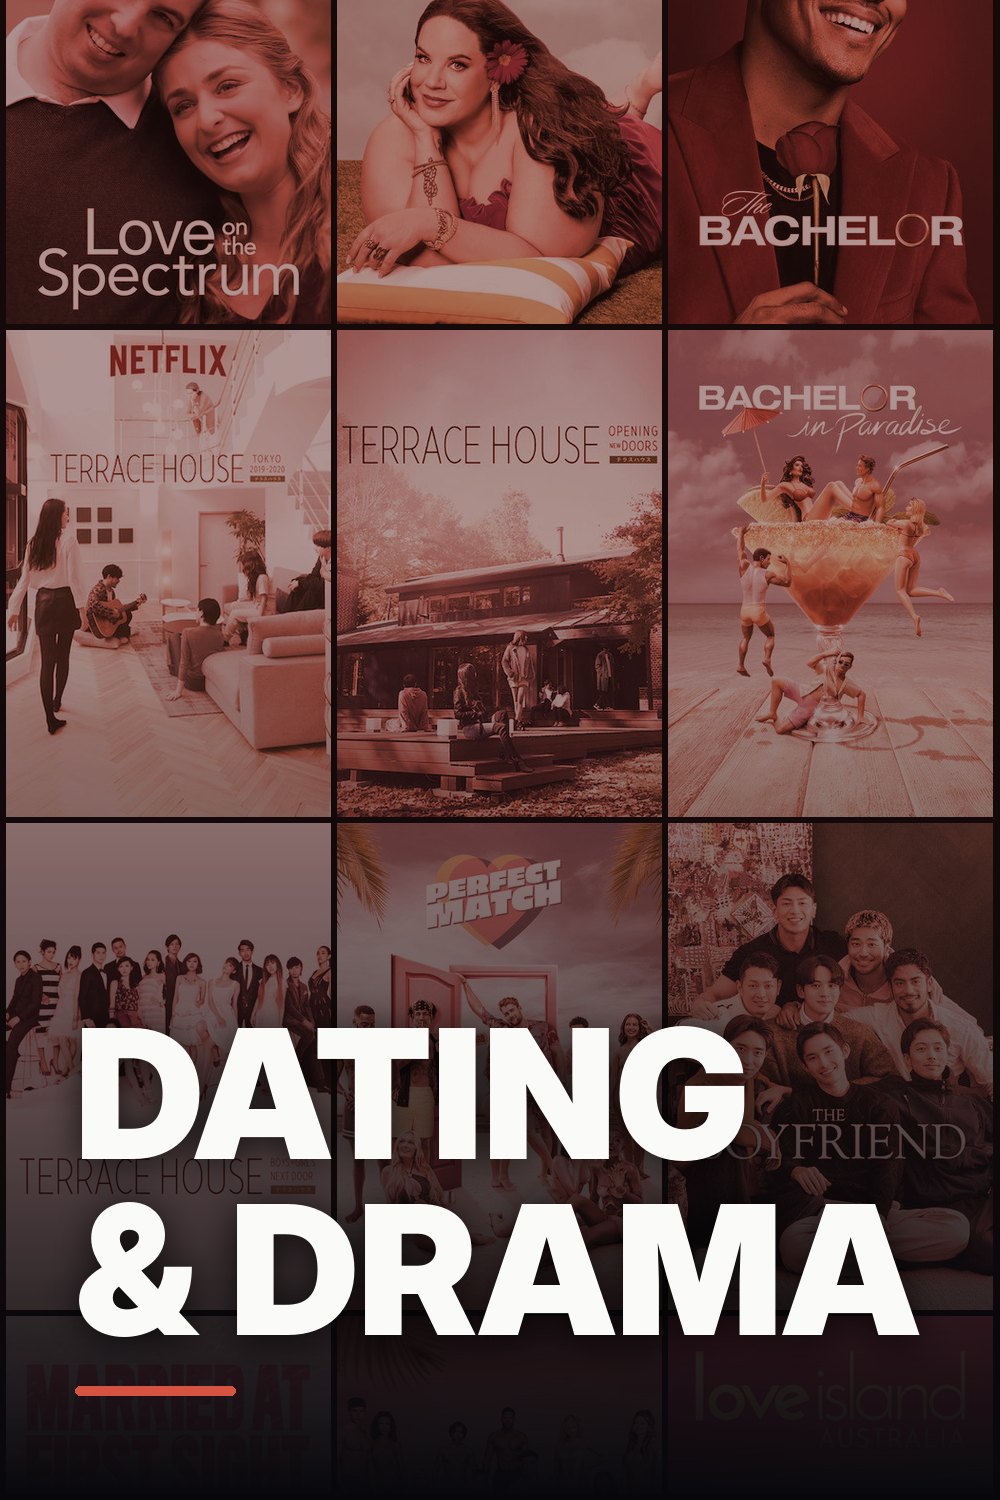 Love on the
Spectrum
The
BACHELOR
NETFLIX
TERRACE HOUSE TOKYO
2019-2020
テラスハウス
TERRACE HOUSE OPENING
NEW DOORS
テラスハウス
BACHELOR
in Paradise
PERFECT
MATCH
THE
OYFRIEND
TERRACE HOUSE BOYS × GIRLS
NEXT DOOR
テラスハウス
DATING
& DRAMA
MARRIED AT
FIRST SIGHT
love island
AUSTRALIA